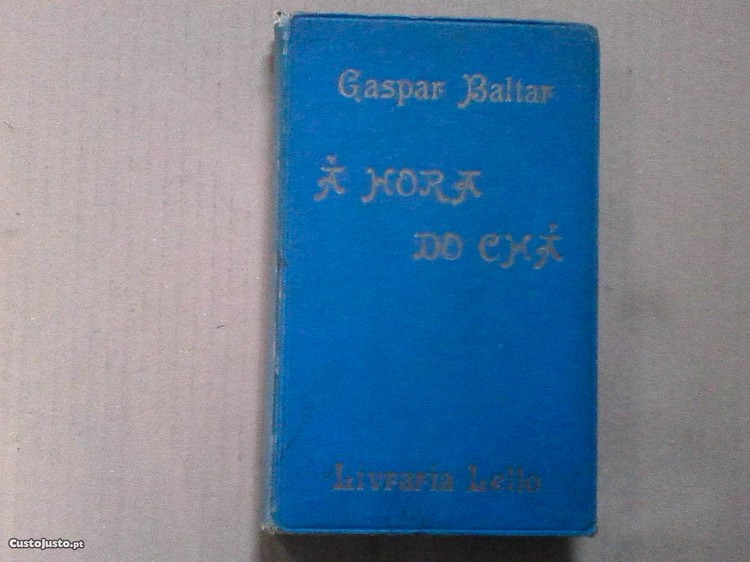 Gaspar Baltar
Á HORA
DO CHÁ
Livraria Lello
CustoJusto.pt